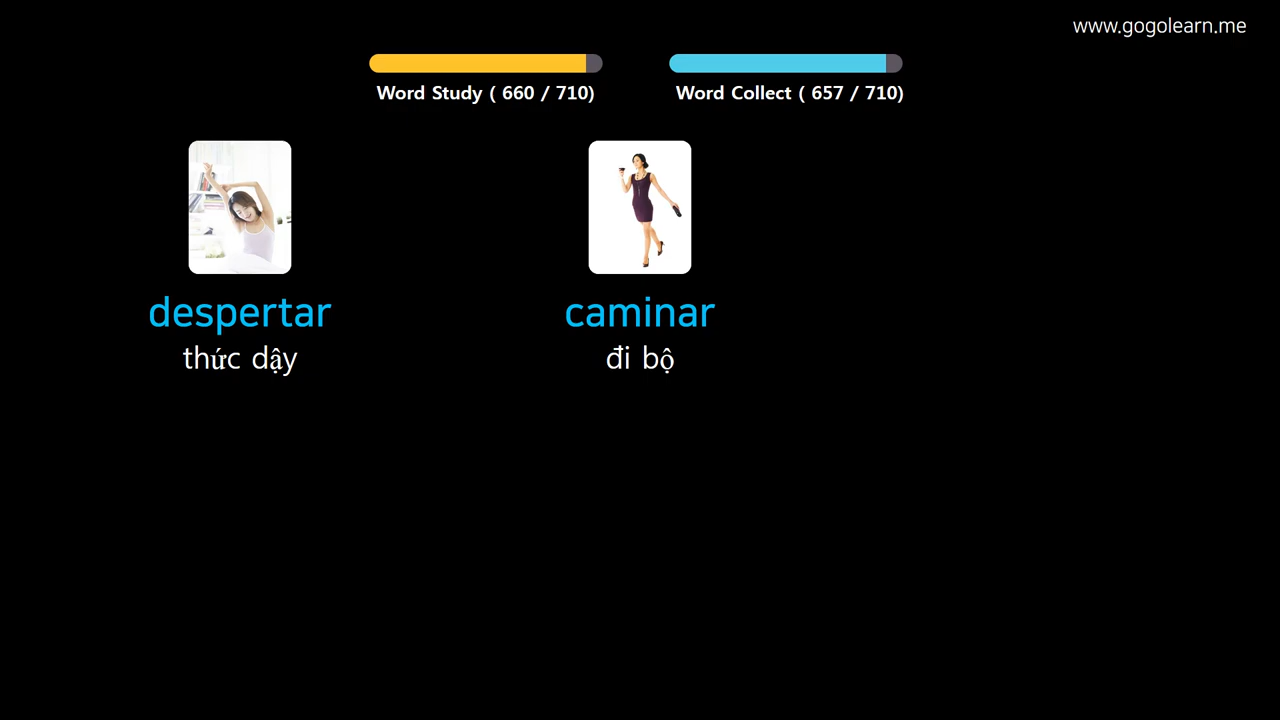 www.gogolearn.me
Word Study ( 660 / 710)
Word Collect ( 657 / 710)
despertar
thức dậy
caminar
đi bộ